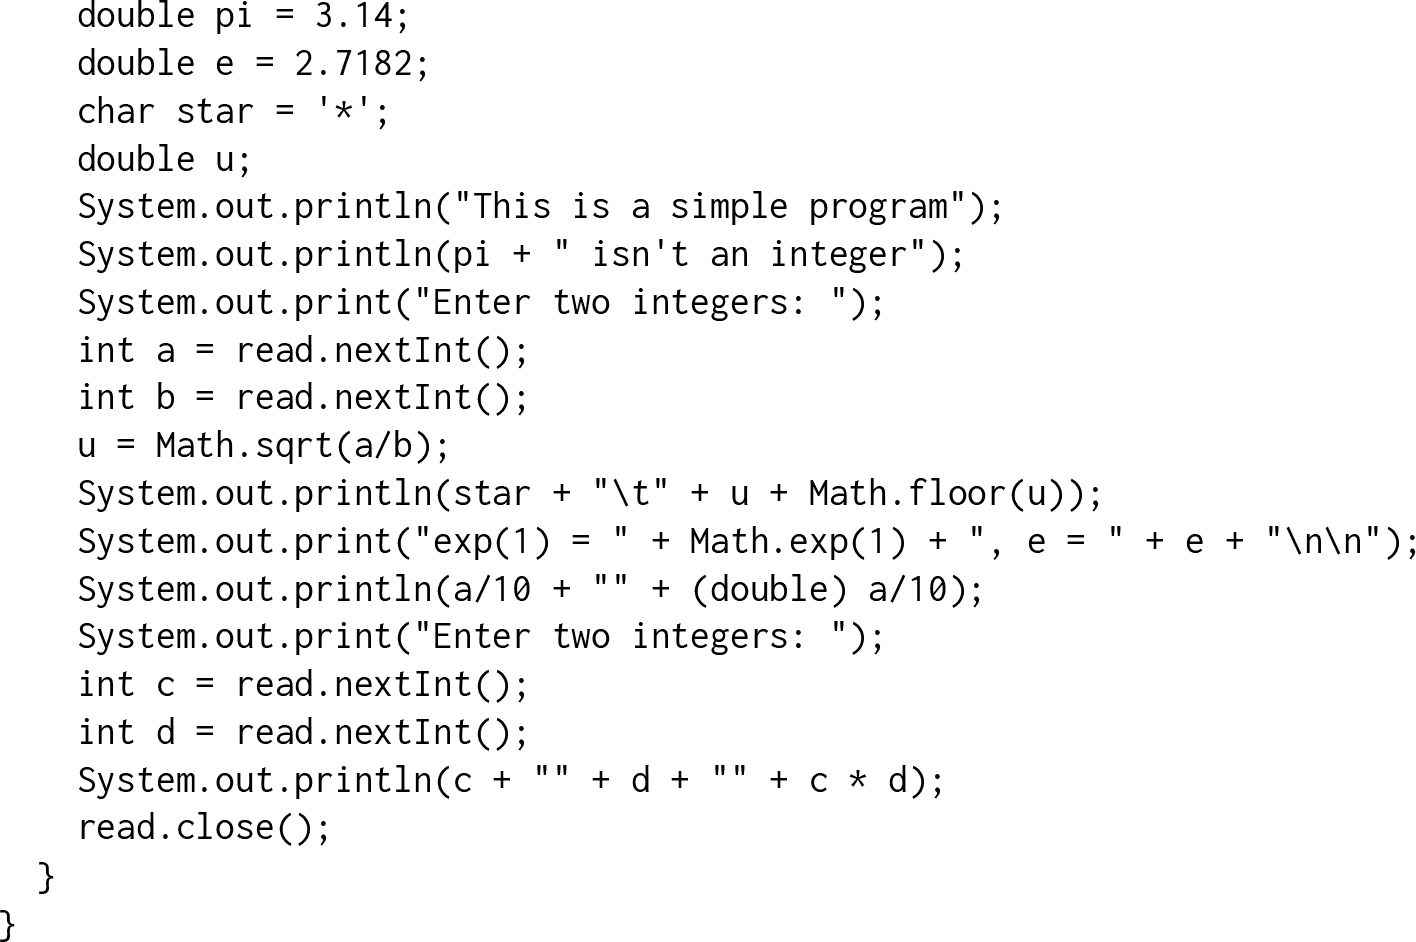 double pi = 3.14;
    double e = 2.7182;
    char star = '*';
    double u;
    System.out.println("This is a simple program");
    System.out.println(pi + " isn't an integer");
    System.out.print("Enter two integers: ");
    int a = read.nextInt();
    int b = read.nextInt();
    u = Math.sqrt(a/b);
    System.out.println(star + "\t" + u + Math.floor(u));
    System.out.print("exp(1) = " + Math.exp(1) + ", e = " + e + "\n\n");
    System.out.println(a/10 + "" + (double) a/10);
    System.out.print("Enter two integers: ");
    int c = read.nextInt();
    int d = read.nextInt();
    System.out.println(c + "" + d + "" + c * d);
    read.close();
  }
}